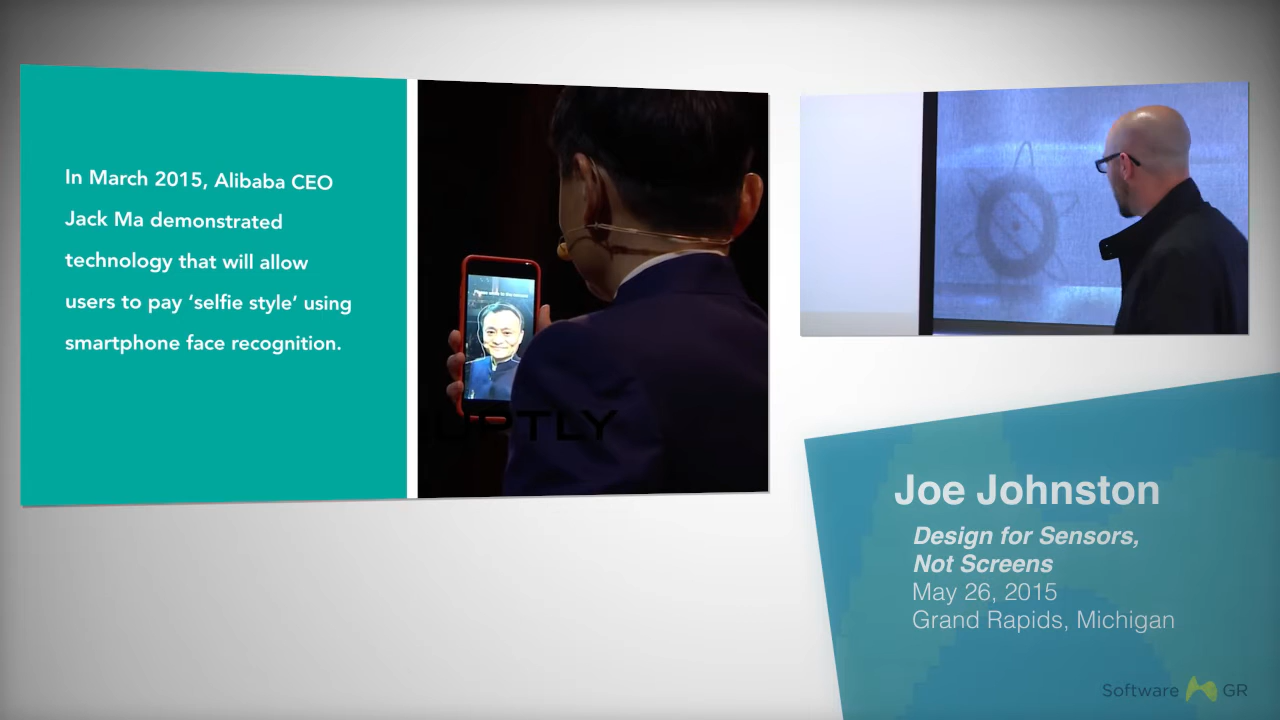 In March 2015, Alibaba CEO
Jack Ma demonstrated
technology that will allow
users to pay ‘selfie style’ using
smartphone face recognition.
Joe Johnston
Design for Sensors,
Not Screens
May 26, 2015
Grand Rapids, Michigan
Software GR